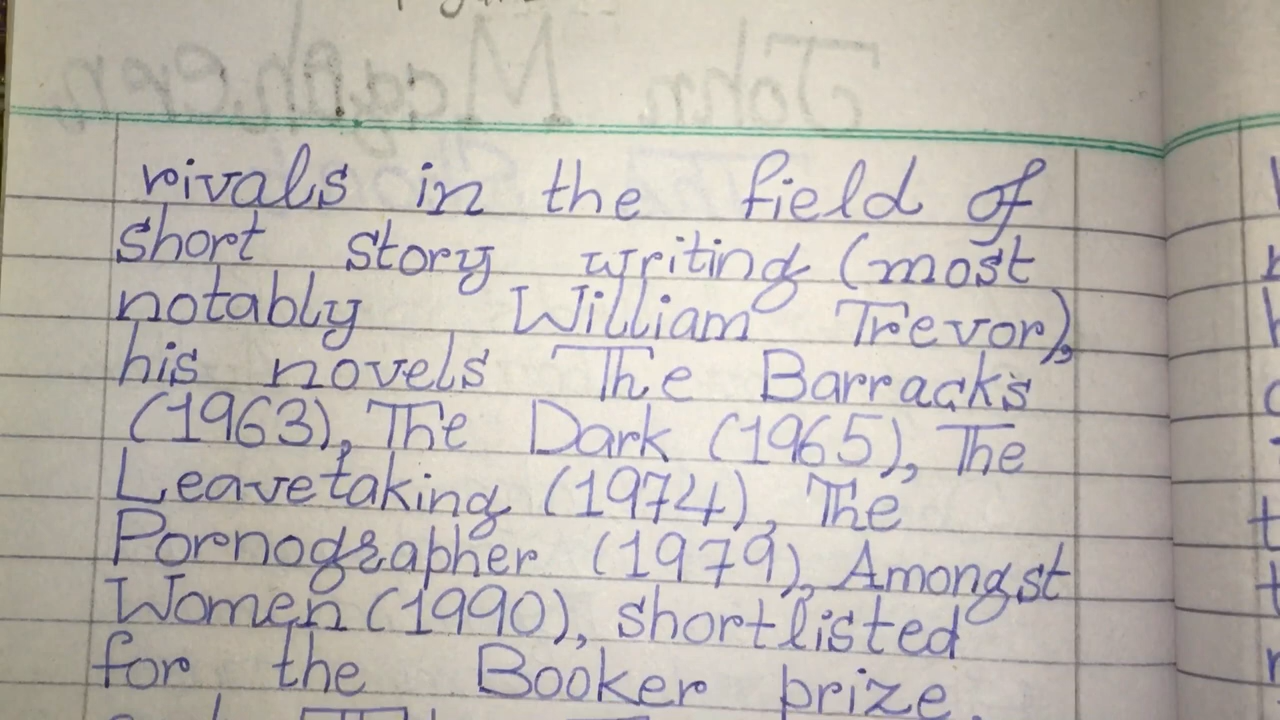 rivals in the field of
short story writing (most
notably William Trevor),
his novels The Barracks
(1963), The Dark (1965), The
Leavetaking (1974), The
Pornographer (1979), Amongst
Women (1990), shortlisted
for the Booker prize,